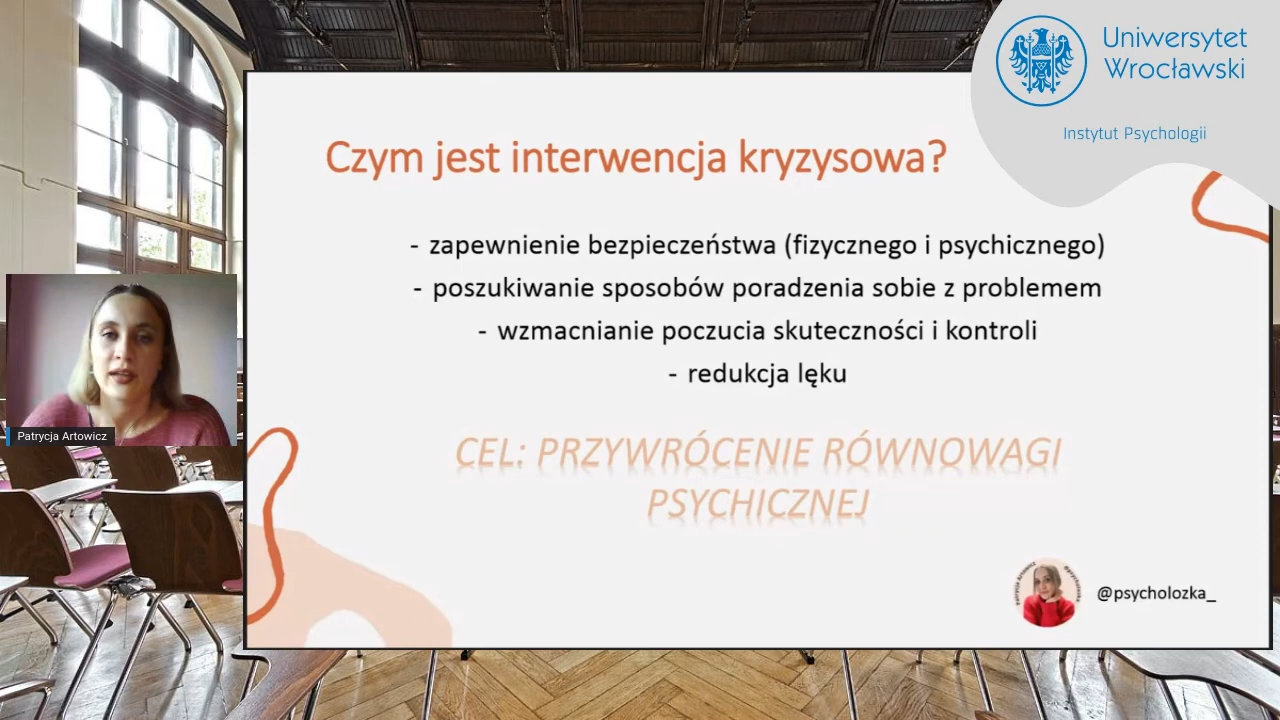 Uniwersytet
Wrocławski
Instytut Psychologii
Czym jest interwencja kryzysowa?
- zapewnienie bezpieczeństwa (fizycznego i psychicznego)
- poszukiwanie sposobów poradzenia sobie z problemem
- wzmacnianie poczucia skuteczności i kontroli
- redukcja lęku
Patrycja Artowicz
CEL: PRZYWRÓCENIE RÓWNOWAGI
PSYCHICZNEJ
@psycholozka_